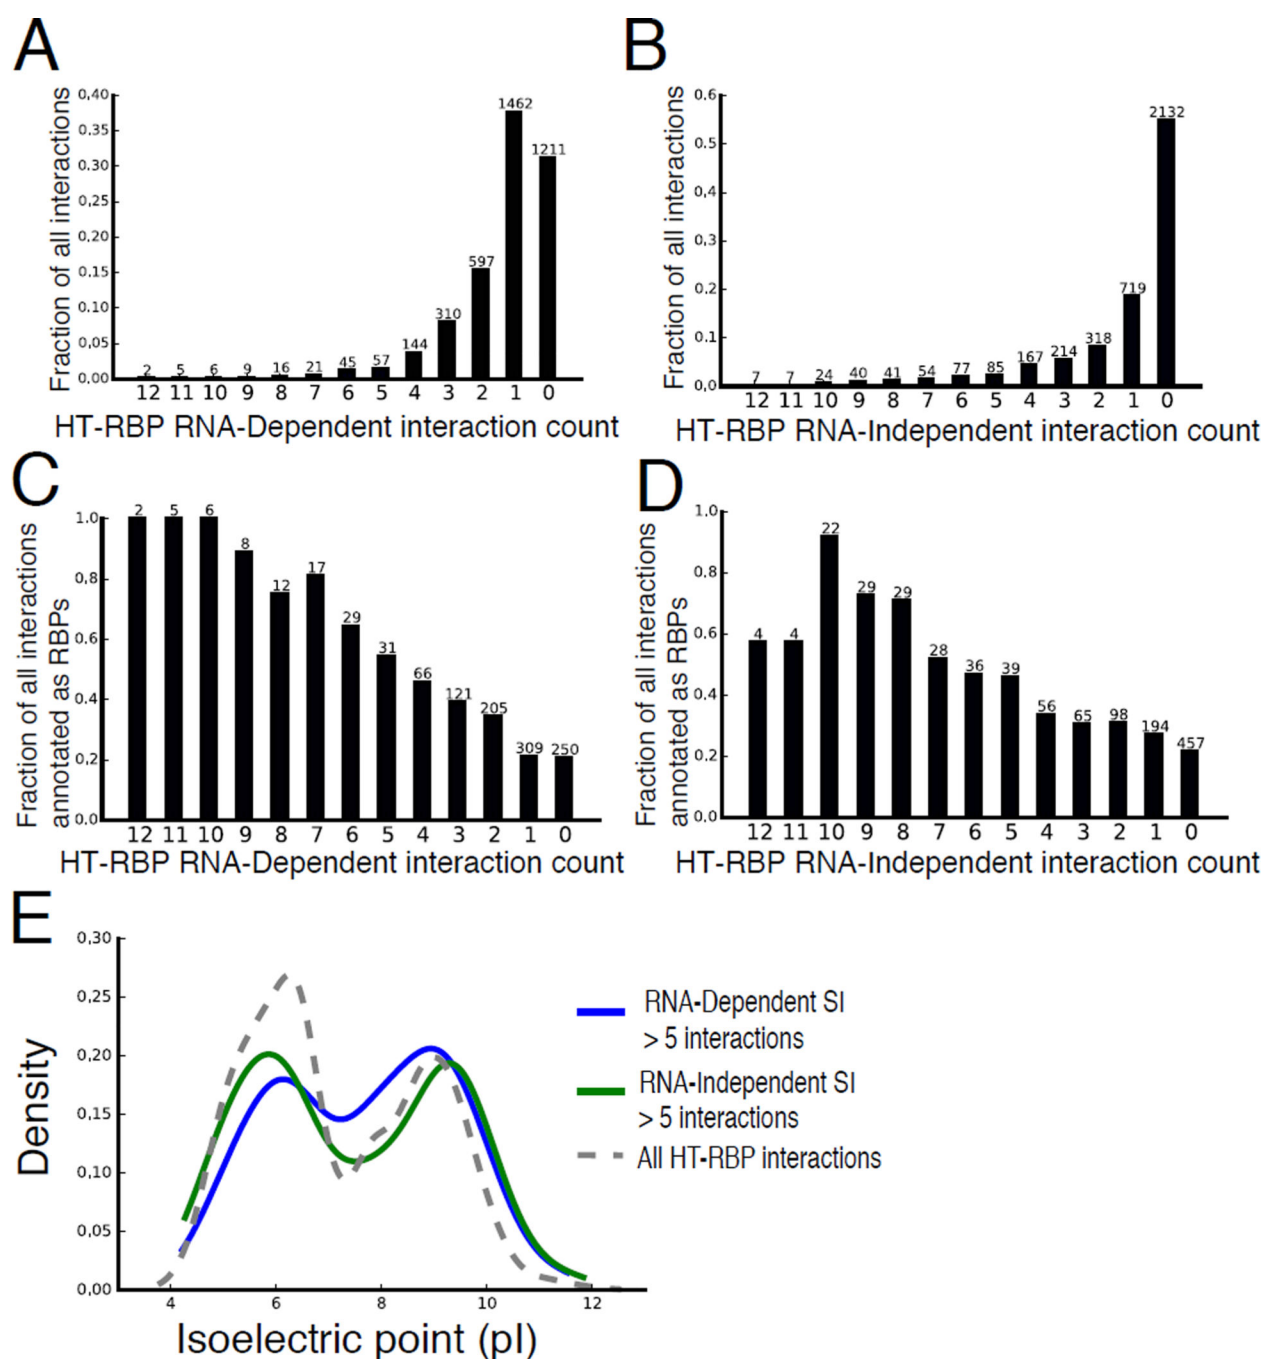 A
Fraction of all interactions
0.40
0.35
0.30
0.25
0.20
0.15
0.10
0.05
0.00
2 5 6 9 16 21 45 57 144 310 597 1462 1211
12 11 10 9 8 7 6 5 4 3 2 1 0
HT-RBP RNA-Dependent interaction count
B
Fraction of all interactions
0.6
0.5
0.4
0.3
0.2
0.1
0.0
7 7 24 40 41 54 77 85 167 214 318 719 2132
12 11 10 9 8 7 6 5 4 3 2 1 0
HT-RBP RNA-Independent interaction count
C
Fraction of all interactions
annotated as RBPs
1.0
0.8
0.6
0.4
0.2
0.0
2 5 6 8 12 17 29 31 66 121 205 309 250
12 11 10 9 8 7 6 5 4 3 2 1 0
HT-RBP RNA-Dependent interaction count
D
Fraction of all interactions
annotated as RBPs
1.0
0.8
0.6
0.4
0.2
0.0
4 4 22 29 29 28 36 39 56 65 98 194 457
12 11 10 9 8 7 6 5 4 3 2 1 0
HT-RBP RNA-Independent interaction count
E
Density
0.30
0.25
0.20
0.15
0.10
0.05
0.00
4 6 8 10 12
Isoelectric point (pI)
RNA-Dependent SI
> 5 interactions
RNA-Independent SI
> 5 interactions
All HT-RBP interactions